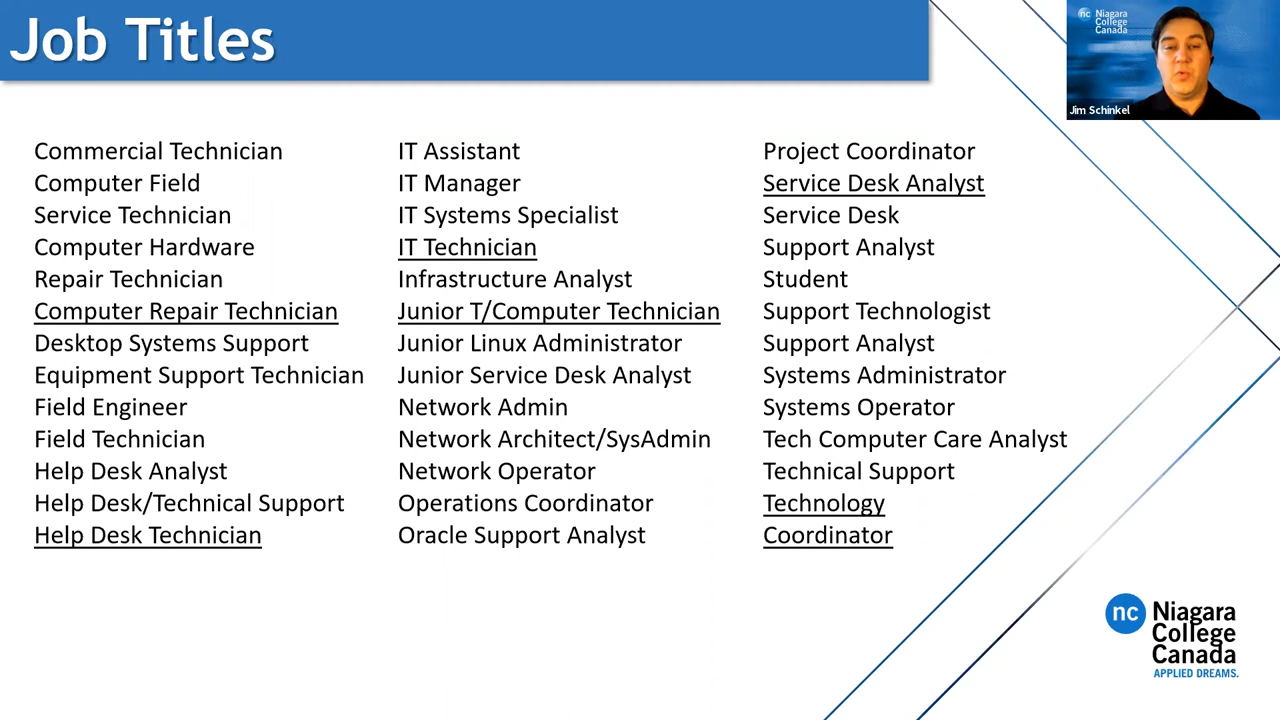 Job Titles
Niagara
College
Canada
Jim Schinkel
Commercial Technician
Computer Field
Service Technician
Computer Hardware
Repair Technician
Computer Repair Technician
Desktop Systems Support
Equipment Support Technician
Field Engineer
Field Technician
Help Desk Analyst
Help Desk/Technical Support
Help Desk Technician
IT Assistant
IT Manager
IT Systems Specialist
IT Technician
Infrastructure Analyst
Junior T/Computer Technician
Junior Linux Administrator
Junior Service Desk Analyst
Network Admin
Network Architect/SysAdmin
Network Operator
Operations Coordinator
Oracle Support Analyst
Project Coordinator
Service Desk Analyst
Service Desk
Support Analyst
Student
Support Technologist
Support Analyst
Systems Administrator
Systems Operator
Tech Computer Care Analyst
Technical Support
Technology
Coordinator
nc
Niagara
College
Canada
APPLIED DREAMS.